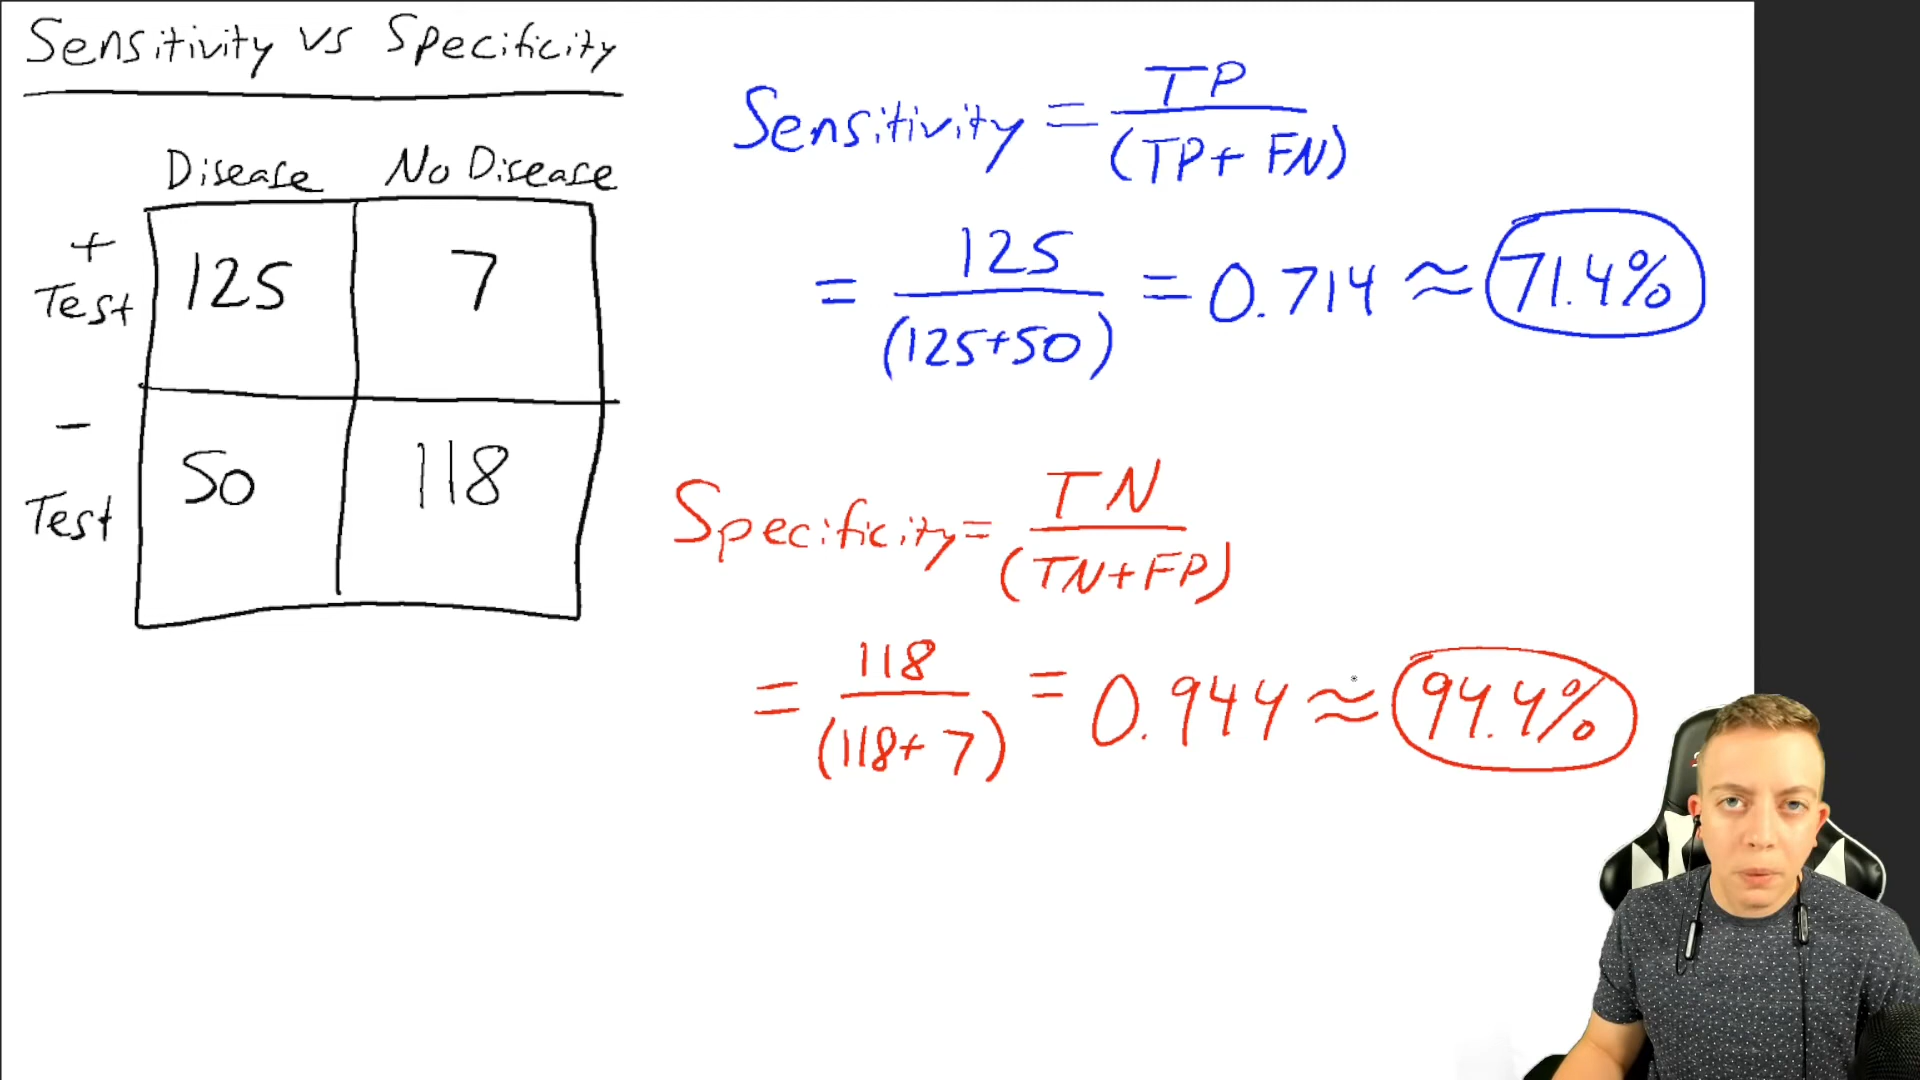 Sensitivity vs Specificity
Disease No Disease
+ Test 125 7
- Test 50 118
Sensitivity = TP / (TP + FN)
= 125 / (125+50) = 0.714 ≈ 71.4%
Specificity = TN / (TN+FP)
= 118 / (118+7) = 0.944 ≈ 94.4%